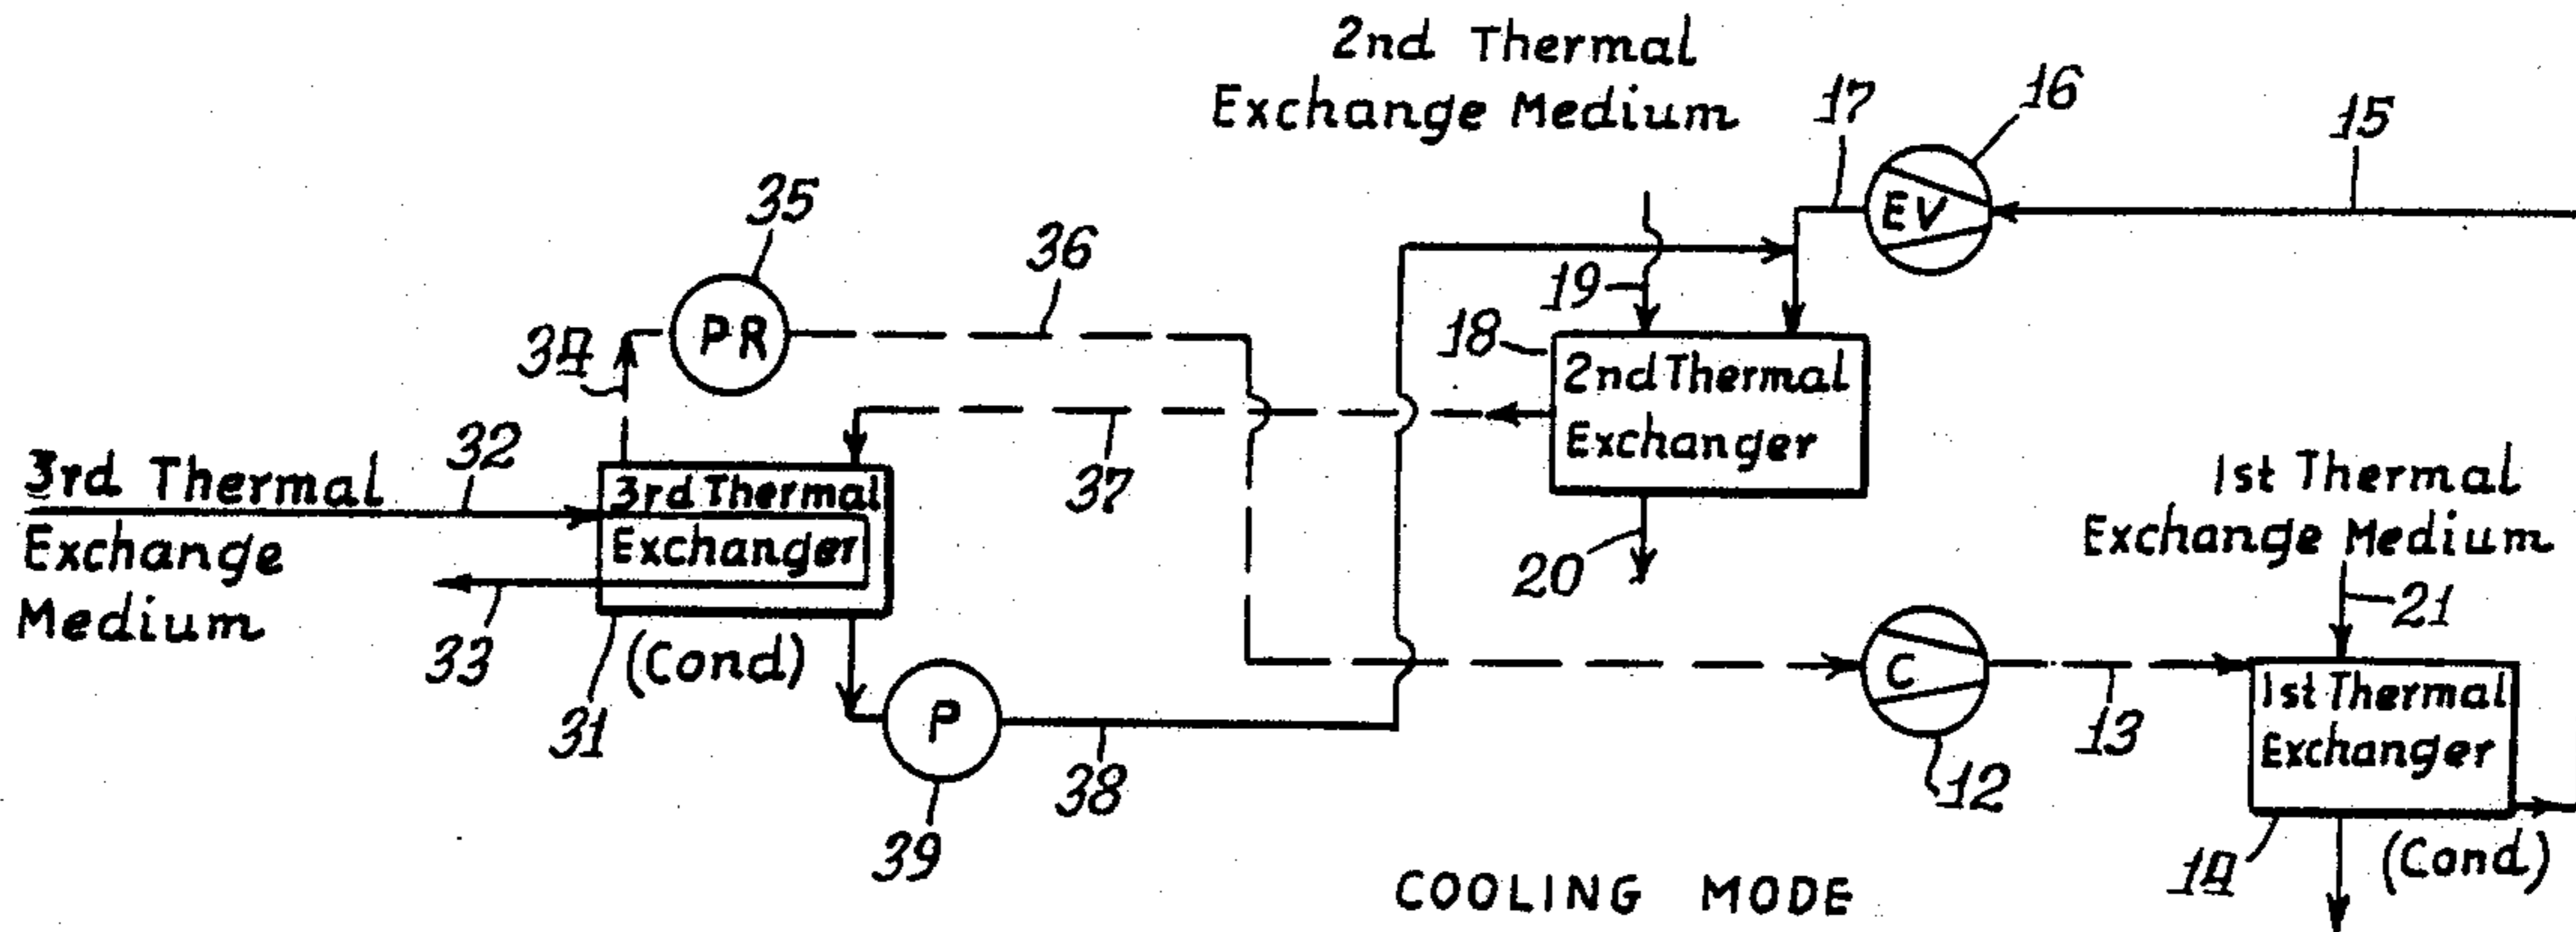 2nd Thermal
Exchange Medium
17
16
15
EV
35
36
19
PR
34
18
2nd Thermal
Exchanger
37
32
3rd Thermal
Exchange
Medium
3rd Thermal
Exchanger
33
20
1st Thermal
Exchange Medium
21
(Cond)
31
P
C
13
1st Thermal
Exchanger
38
12
39
14
(Cond)
COOLING MODE